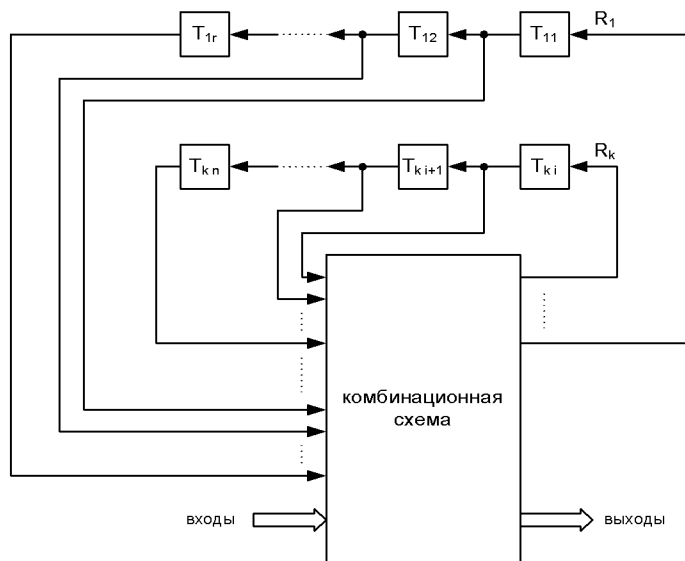 T1r
T12
T11
R1
Tk n
Tk i+1
Tk i
Rk
комбинационная
схема
входы
выходы